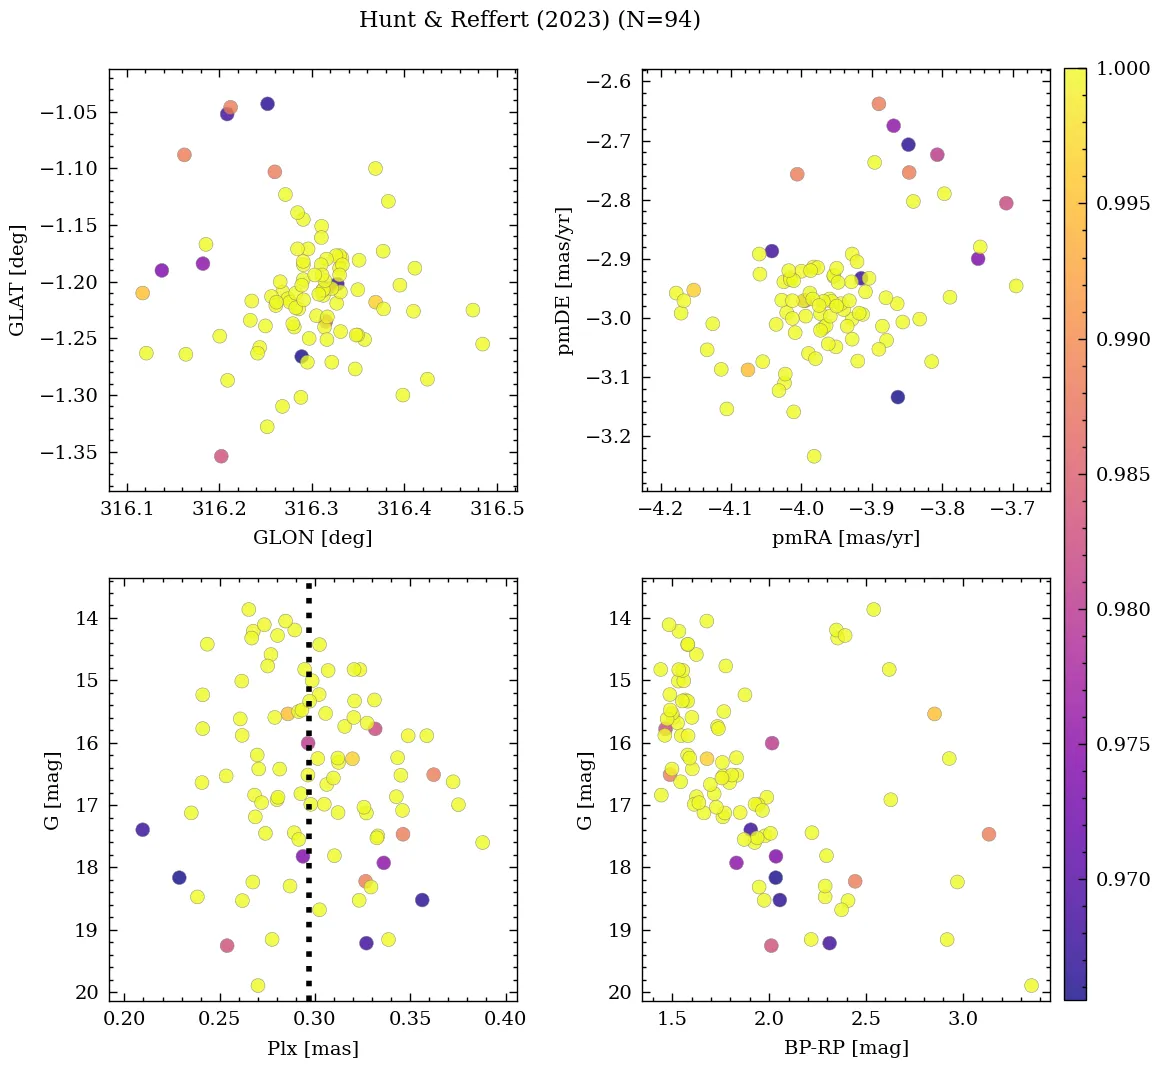 Hunt & Reffert (2023) (N=94)
−1.05
−1.10
−1.15
−1.20
−1.25
−1.30
−1.35
GLAT [deg]
316.1 316.2 316.3 316.4 316.5
GLON [deg]
−2.6
−2.7
−2.8
−2.9
−3.0
−3.1
−3.2
pmDE [mas/yr]
−4.2 −4.1 −4.0 −3.9 −3.8 −3.7
pmRA [mas/yr]
1.000
0.995
0.990
0.985
0.980
0.975
0.970
14
15
16
17
18
19
20
G [mag]
0.20 0.25 0.30 0.35 0.40
Plx [mas]
14
15
16
17
18
19
20
G [mag]
1.5 2.0 2.5 3.0
BP-RP [mag]